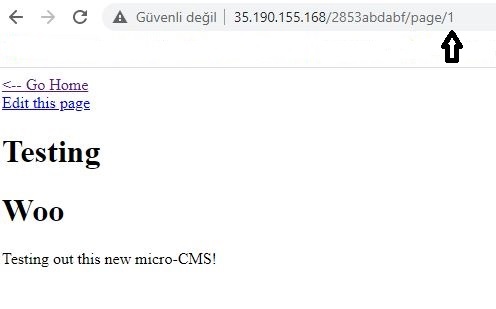 Güvenli değil 35.190.155.168/2853abdabf/page/1
<-- Go Home
Edit this page
Testing
Woo
Testing out this new micro-CMS!